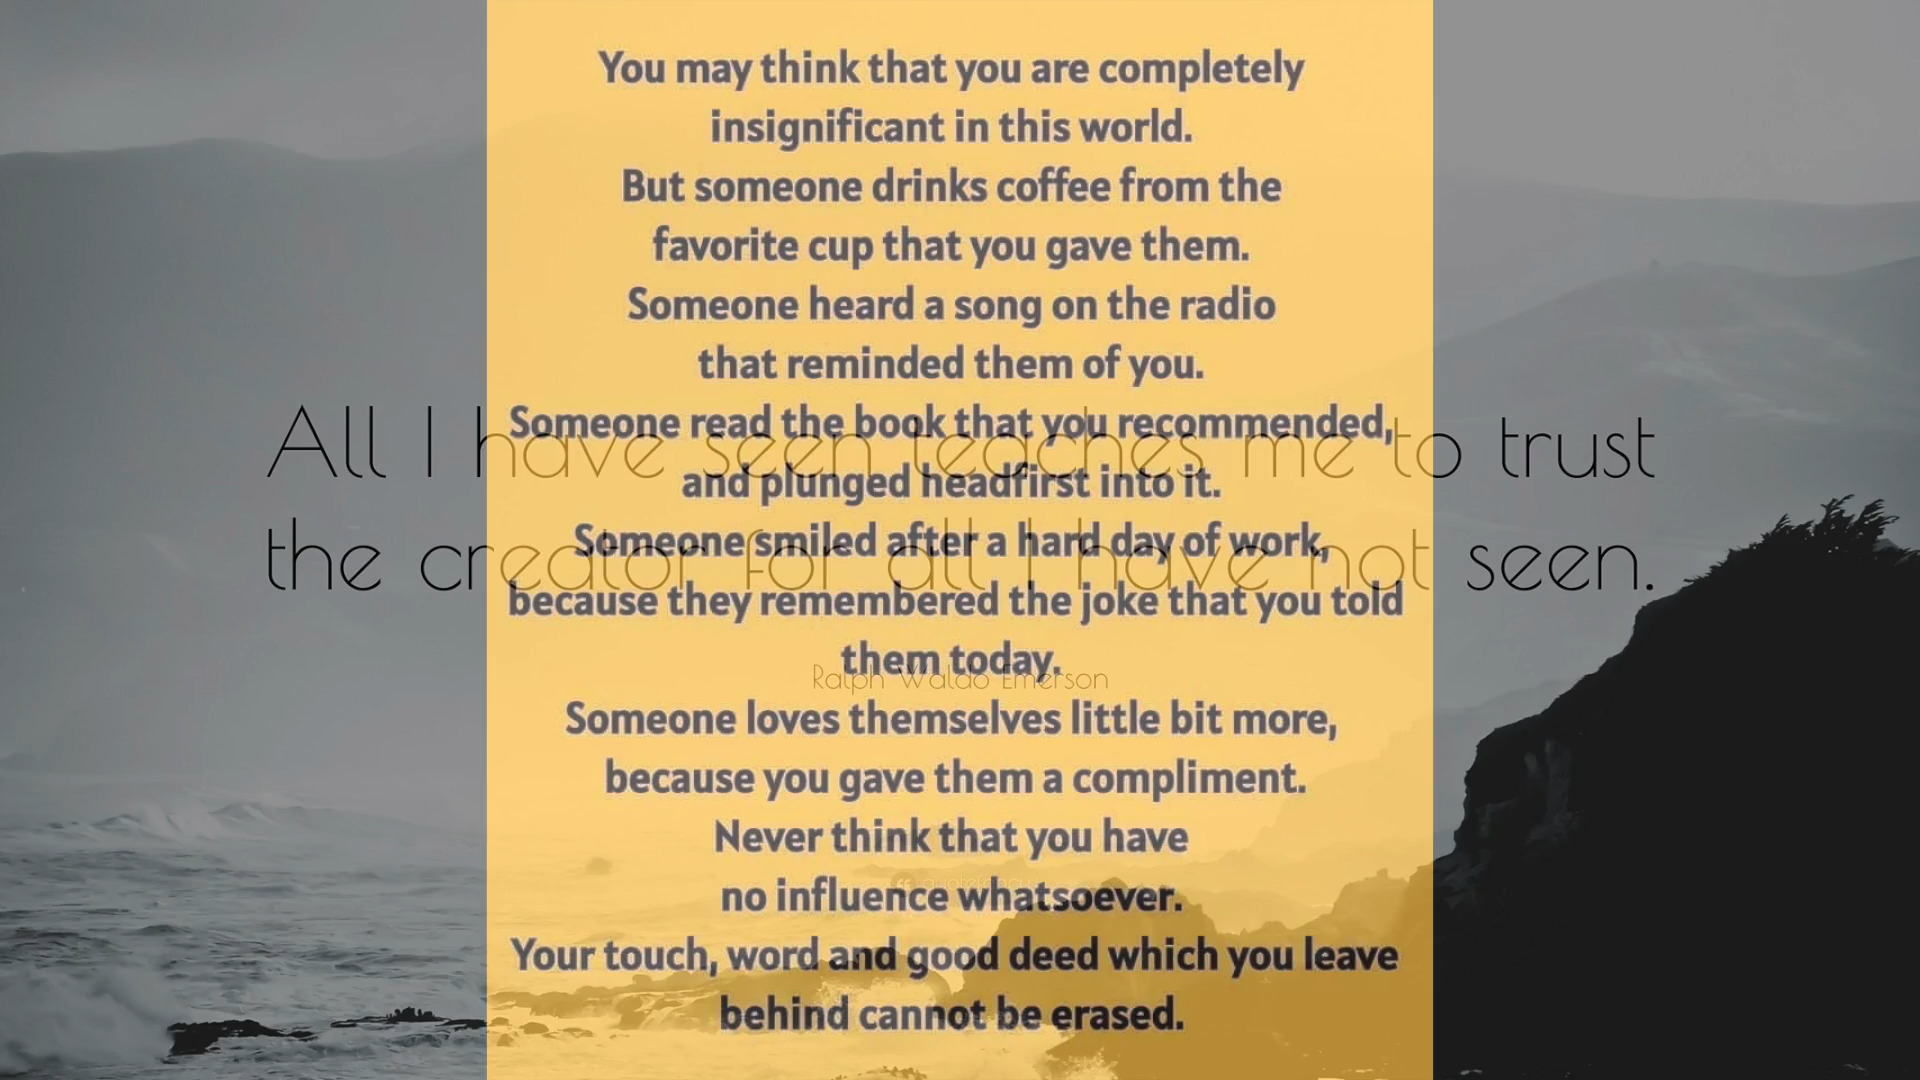 You may think that you are completely
insignificant in this world.
But someone drinks coffee from the
favorite cup that you gave them.
Someone heard a song on the radio
that reminded them of you.
Someone read the book that you recommended,
and plunged headfirst into it.
Someone smiled after a hard day of work,
because they remembered the joke that you told
them today.
Someone loves themselves little bit more,
because you gave them a compliment.
Never think that you have
no influence whatsoever.
Your touch, word and good deed which you leave
behind cannot be erased.
All I have seen teaches me to trust
the creator for all I have not seen.
Ralph Waldo Emerson